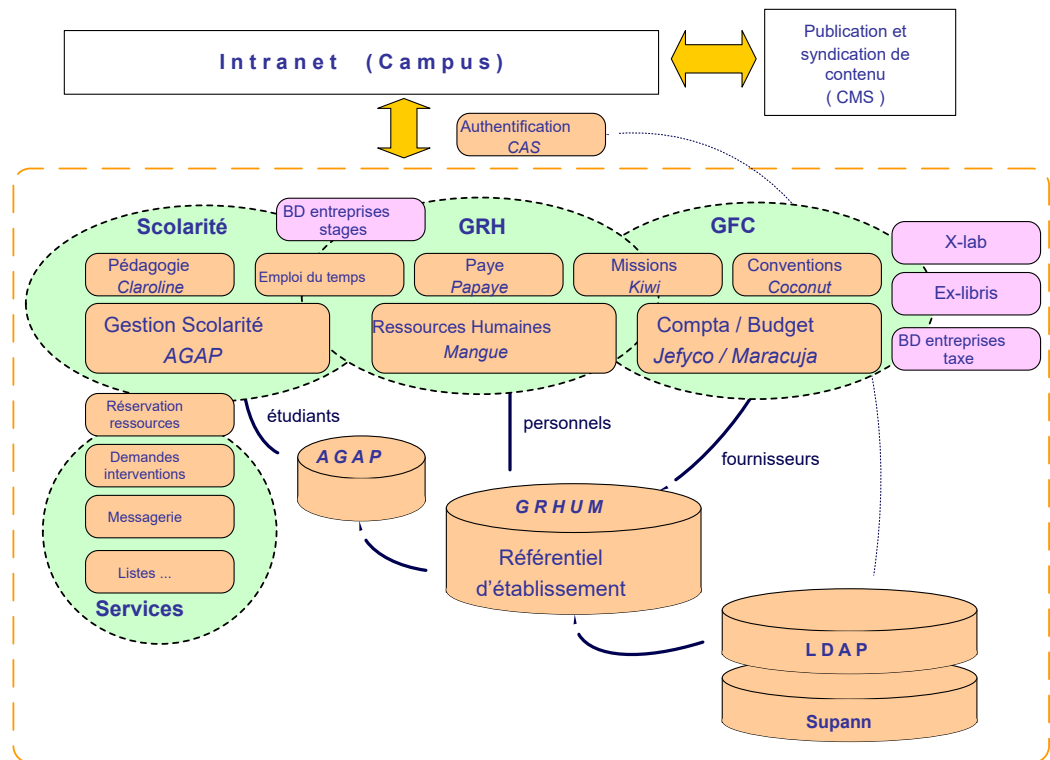 Intranet (Campus)
Publication et
syndication de
contenu
( CMS )
Authentification
CAS
Scolarité
BD entreprises
stages
GRH
GFC
X-lab
Pédagogie
Claroline
Emploi du temps
Paye
Papaye
Missions
Kiwi
Conventions
Coconut
Ex-libris
Gestion Scolarité
AGAP
Ressources Humaines
Mangue
Compta / Budget
Jefyco / Maracuja
BD entreprises
taxe
Réservation
ressources
étudiants
personnels
fournisseurs
Demandes
interventions
Messagerie
Listes ...
Services
AGAP
GRHUM
Référentiel
d’établissement
LDAP
Supann